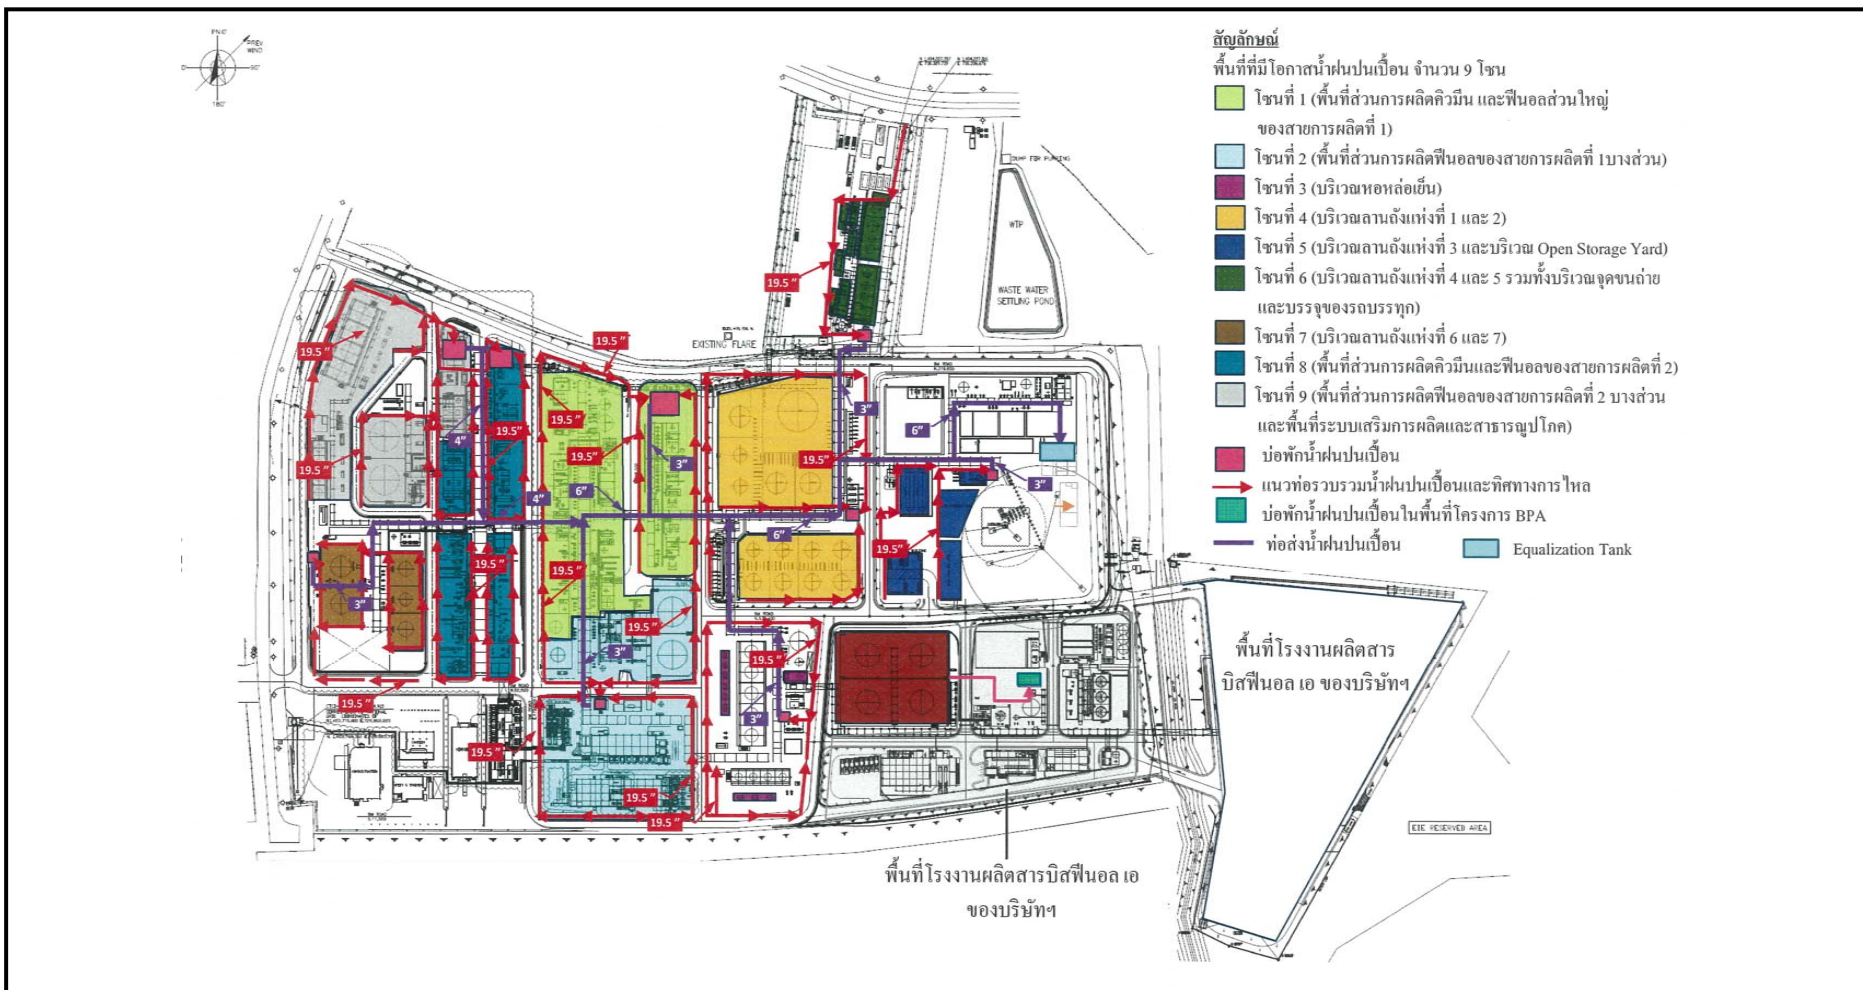 สัญลักษณ์
พื้นที่ที่มีโอกาสน้ำฝนปนเปื้อน จำนวน 9 โซน
โซนที่ 1 (พื้นที่ส่วนการผลิตคิวมีน และฟีนอลส่วนใหญ่
ของสายการผลิตที่ 1)
โซนที่ 2 (พื้นที่ส่วนการผลิตฟีนอลของสายการผลิตที่ 1บางส่วน)
โซนที่ 3 (บริเวณหอหล่อเย็น)
โซนที่ 4 (บริเวณลานถังแห่งที่ 1 และ 2)
โซนที่ 5 (บริเวณลานถังแห่งที่ 3 และบริเวณ Open Storage Yard)
โซนที่ 6 (บริเวณลานถังแห่งที่ 4 และ 5 รวมทั้งบริเวณจุดขนถ่าย
และบรรจุของรถบรรทุก)
โซนที่ 7 (บริเวณลานถังแห่งที่ 6 และ 7)
โซนที่ 8 (พื้นที่ส่วนการผลิตคิวมีนและฟีนอลของสายการผลิตที่ 2)
โซนที่ 9 (พื้นที่ส่วนการผลิตฟีนอลของสายการผลิตที่ 2 บางส่วน
และพื้นที่ระบบเสริมการผลิตและสาธารณูปโภค)
บ่อพักน้ำฝนปนเปื้อน
แนวท่อรวบรวมน้ำฝนปนเปื้อนและทิศทางการไหล
บ่อพักน้ำฝนปนเปื้อนในพื้นที่โครงการ BPA
ท่อส่งน้ำฝนปนเปื้อน
Equalization Tank
PREV
WIND
180°
WTP
WASTE WATER
SETTLING POND
EXISTING FLARE
19.5 "
19.5 "
19.5 "
19.5 "
19.5 "
19.5"
19.5 "
19.5"
19.5 "
19.5"
19.5 "
19.5 "
19.5 "
19.5 "
19.5 "
19.5 "
19.5 "
19.5 "
19.5 "
3"
6"
4"
3"
4"
6"
3"
6"
3"
3"
3"
พื้นที่โรงงานผลิตสาร
บิสฟีนอล เอ ของบริษัทฯ
พื้นที่โรงงานผลิตสารบิสฟีนอล เอ
ของบริษัทฯ
EIE RESERVED AREA